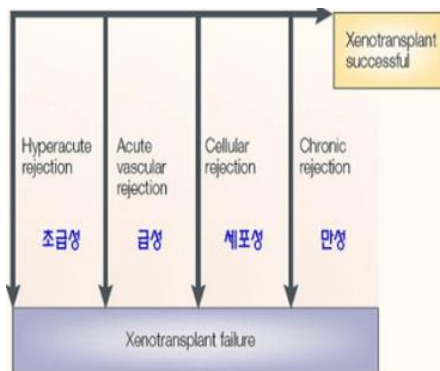 Xenotransplant
successful
Hyperacute
rejection
초급성
Acute
vascular
rejection
급성
Cellular
rejection
세포성
Chronic
rejection
만성
Xenotransplant failure